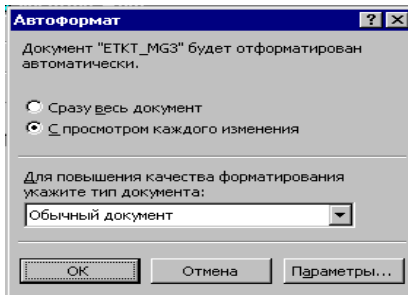 Автоформат
Документ "ETKT_MG3" будет отформатирован
автоматически.
Сразу весь документ
С просмотром каждого изменения
Для повышения качества форматирования
укажите тип документа:
Обычный документ
ОК Отмена Параметры...